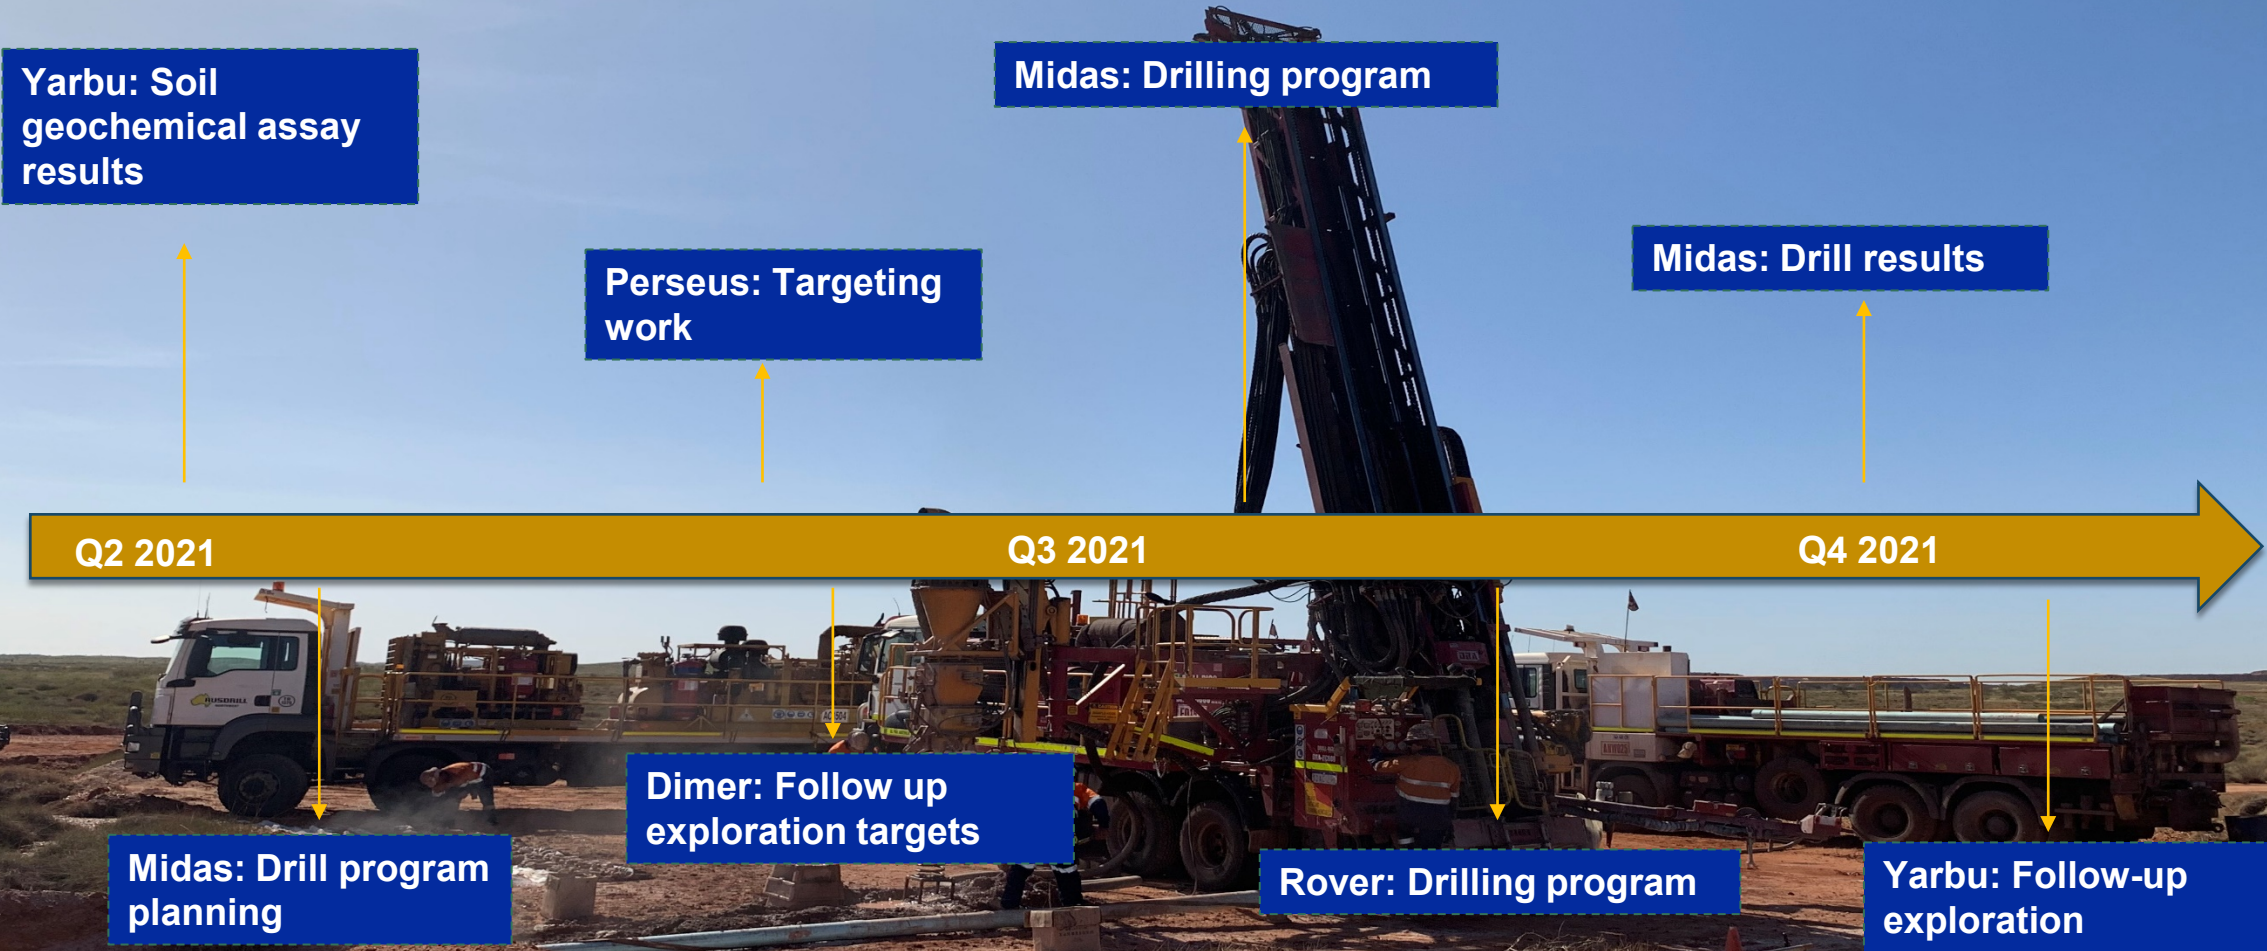 Yarbu: Soil
geochemical assay
results
Midas: Drilling program
Perseus: Targeting
work
Midas: Drill results
Q2 2021
Q3 2021
Q4 2021
AUSDRILL
Midas: Drill program
planning
Dimer: Follow up
exploration targets
Rover: Drilling program
Yarbu: Follow-up
exploration